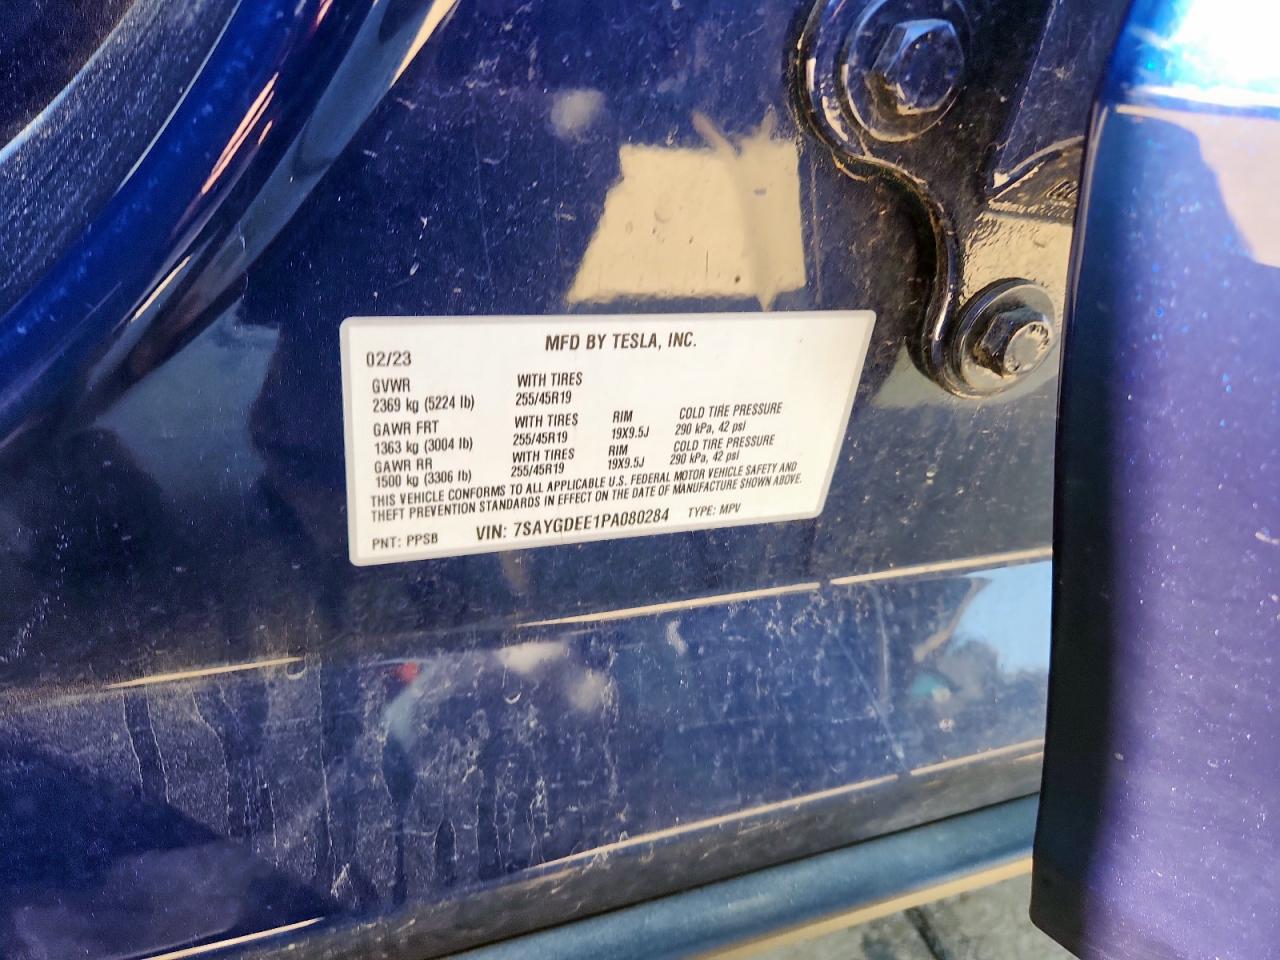 MFD BY TESLA, INC.
02/23
GVWR WITH TIRES
2369 kg (5224 lb) 255/45R19
GAWR FRT WITH TIRES RIM COLD TIRE PRESSURE
1363 kg (3004 lb) 255/45R19 19X9.5J 290 kPa, 42 psi
GAWR RR WITH TIRES RIM COLD TIRE PRESSURE
1500 kg (3306 lb) 255/45R19 19X9.5J 290 kPa, 42 psi
THIS VEHICLE CONFORMS TO ALL APPLICABLE U.S. FEDERAL MOTOR VEHICLE SAFETY AND
THEFT PREVENTION STANDARDS IN EFFECT ON THE DATE OF MANUFACTURE SHOWN ABOVE.
PNT: PPSB VIN: 7SAYGDEE1PA080284 TYPE: MPV